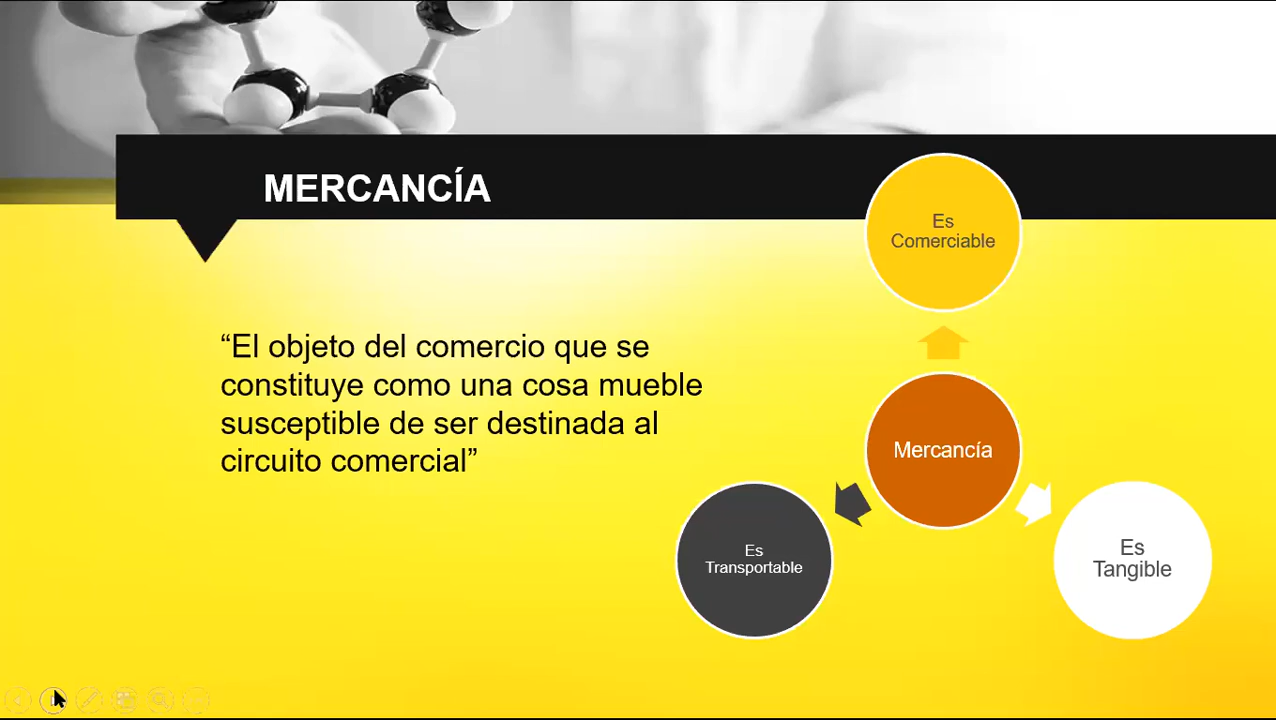 MERCANCÍA
“El objeto del comercio que se
constituye como una cosa mueble
susceptible de ser destinada al
circuito comercial”
Es
Comerciable
Mercancía
Es
Transportable
Es
Tangible